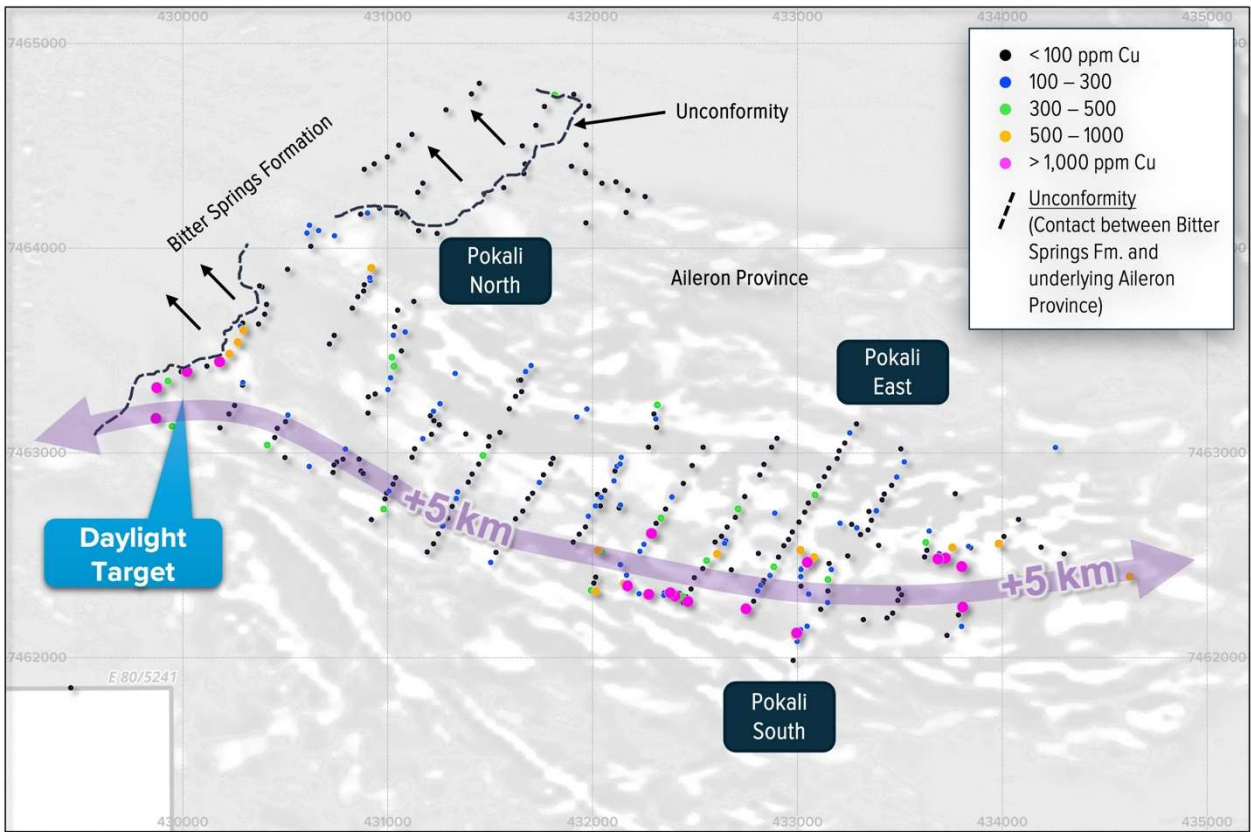 430000
431000
432000
433000
434000
435000
7465000
< 100 ppm Cu
100 – 300
300 – 500
500 – 1000
> 1,000 ppm Cu
Unconformity
(Contact between Bitter
Springs Fm. and
underlying Aileron
Province)
Unconformity
Bitter Springs Formation
7464000
Pokali
North
Aileron Province
Pokali
East
7463000
7463000
+5 km
Daylight
Target
+5 km
7462000
7462000
E 80/5241
Pokali
South
430000
431000
432000
433000
434000
435000